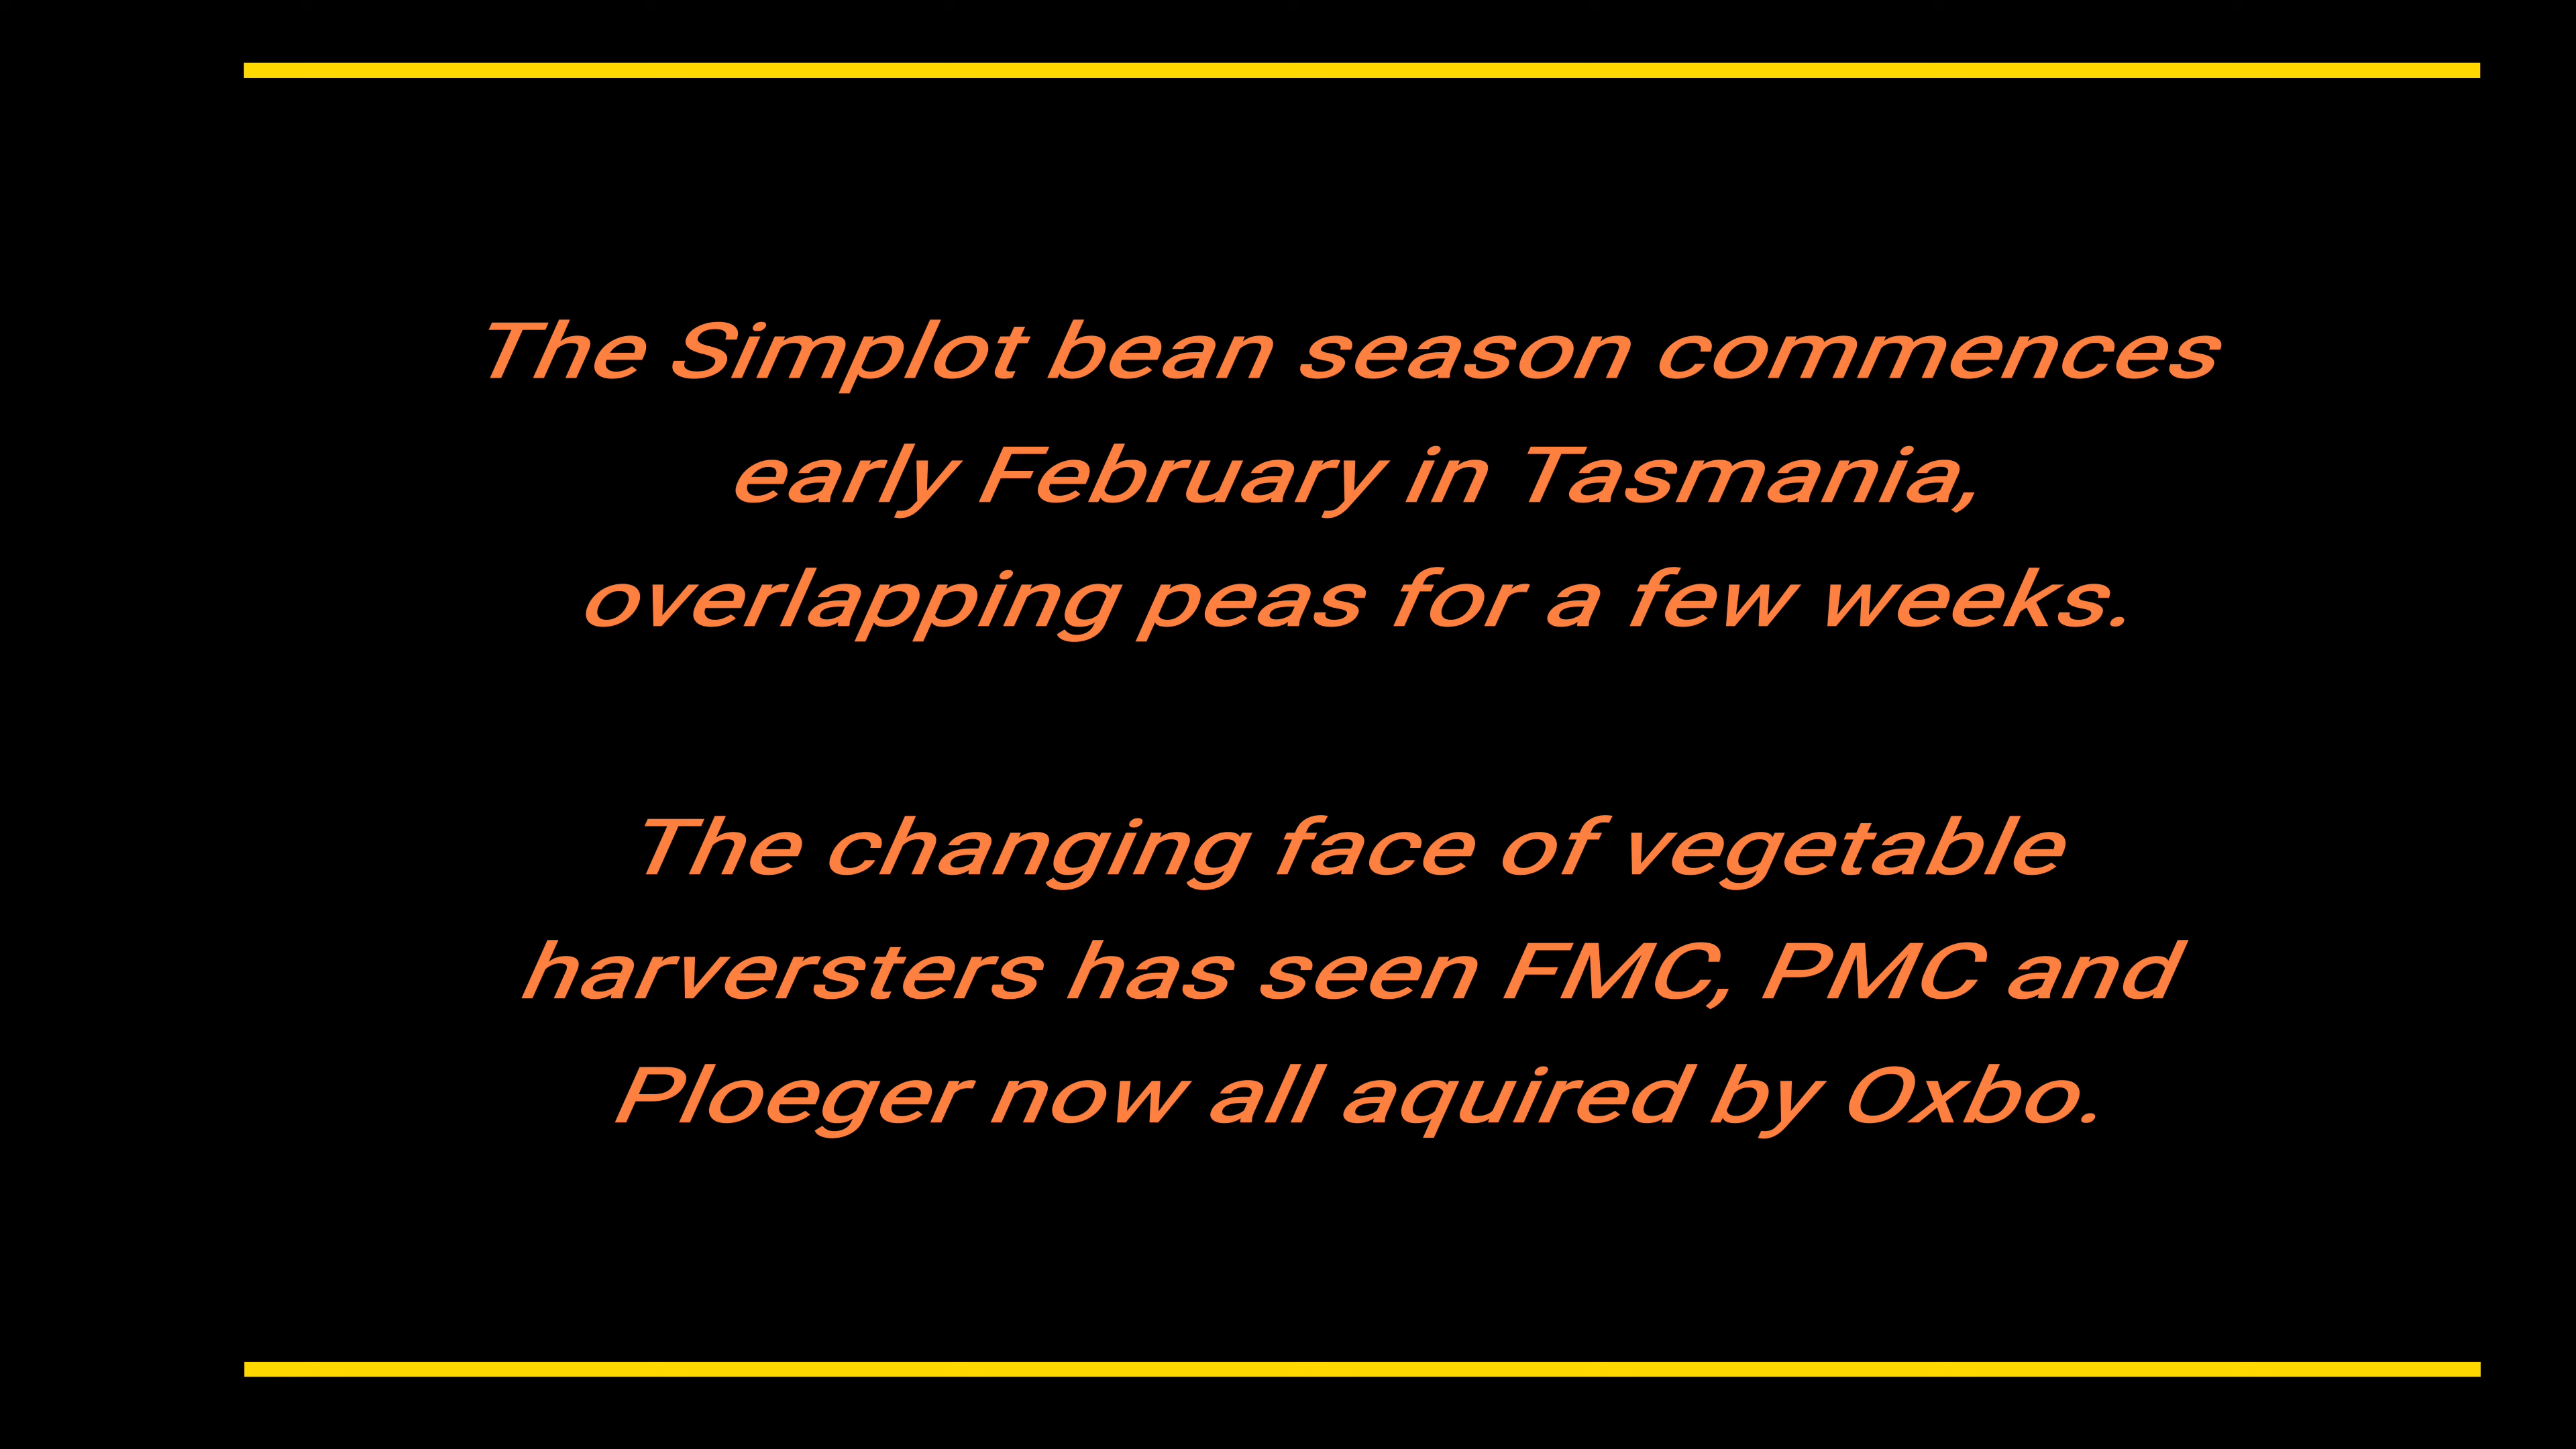 The Simplot bean season commences
early February in Tasmania,
overlapping peas for a few weeks.
The changing face of vegetable
harversters has seen FMC, PMC and
Ploeger now all aquired by Oxbo.